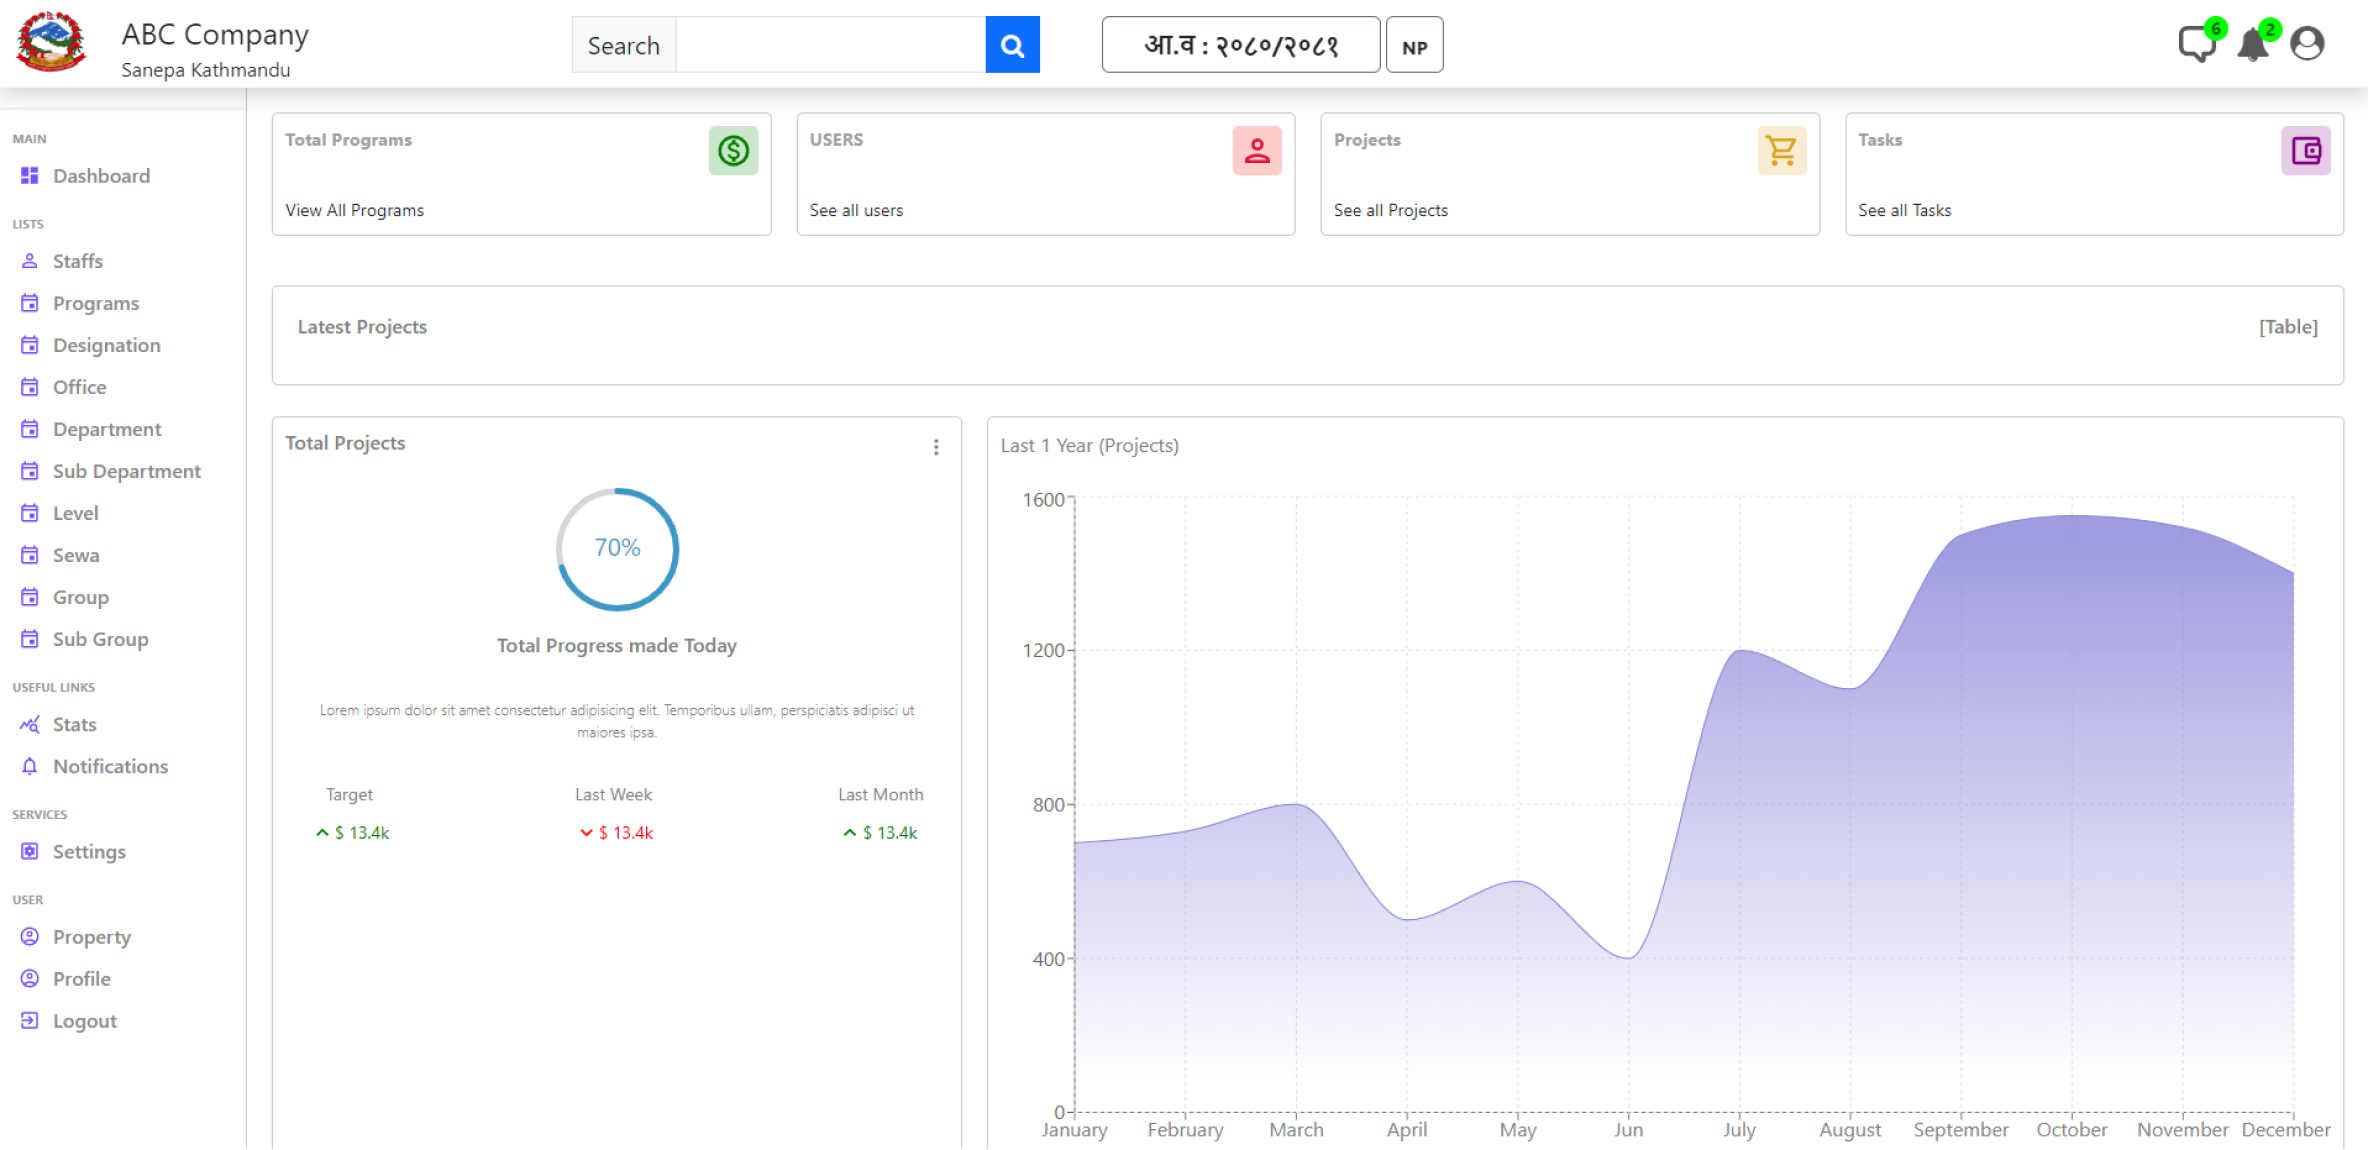 ABC Company
Sanepa Kathmandu
Search
आ.व : २०८०/२०८१
NP
6
2
MAIN
Dashboard
LISTS
Staffs
Programs
Designation
Office
Department
Sub Department
Level
Sewa
Group
Sub Group
USEFUL LINKS
Stats
Notifications
SERVICES
Settings
USER
Property
Profile
Logout
Total Programs
View All Programs
USERS
See all users
Projects
See all Projects
Tasks
See all Tasks
Latest Projects
[Table]
Total Projects
70%
Total Progress made Today
Lorem ipsum dolor sit amet consectetur adipisicing elit. Temporibus ullam, perspiciatis adipisci ut
maiores ipsa.
Target
$ 13.4k
Last Week
$ 13.4k
Last Month
$ 13.4k
Last 1 Year (Projects)
1600
1200
800
400
0
January February March April May Jun July August September October November December